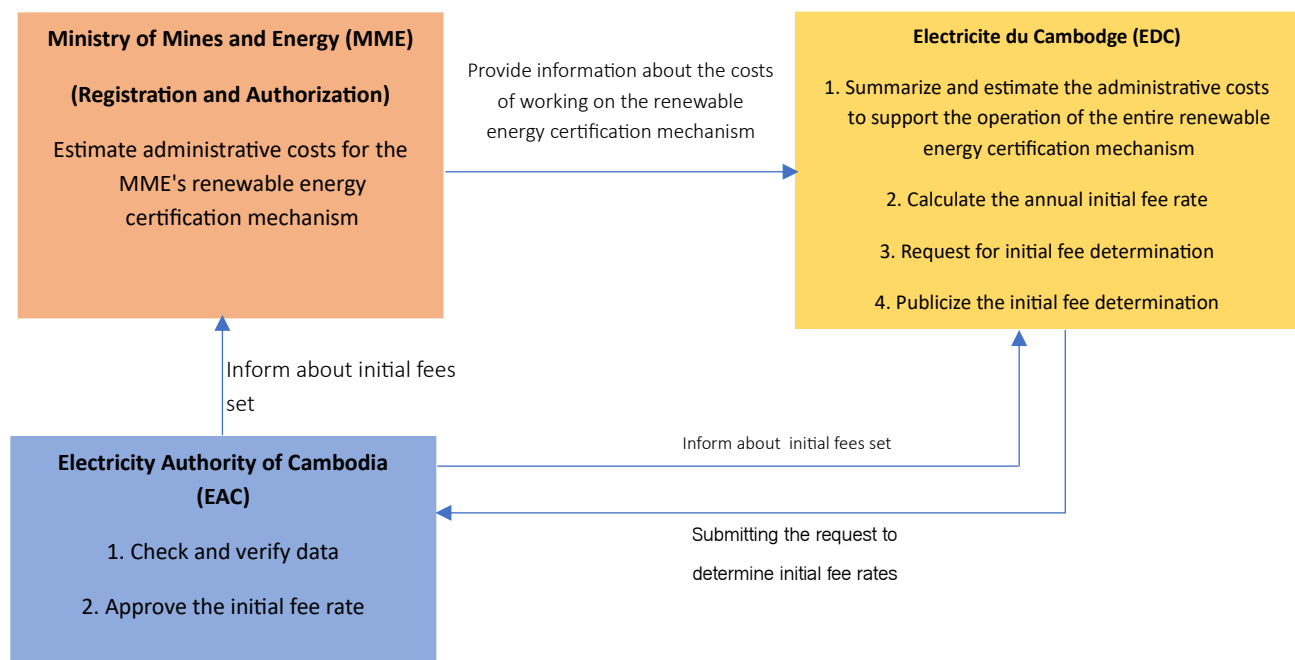 Ministry of Mines and Energy (MME)
(Registration and Authorization)
Estimate administrative costs for the
MME's renewable energy
certification mechanism
Provide information about the costs
of working on the renewable
energy certification mechanism
Electricite du Cambodge (EDC)
1. Summarize and estimate the administrative costs
to support the operation of the entire renewable
energy certification mechanism
2. Calculate the annual initial fee rate
3. Request for initial fee determination
4. Publicize the initial fee determination
Inform about initial fees
set
Electricity Authority of Cambodia
(EAC)
1. Check and verify data
2. Approve the initial fee rate
Inform about initial fees set
Submitting the request to
determine initial fee rates